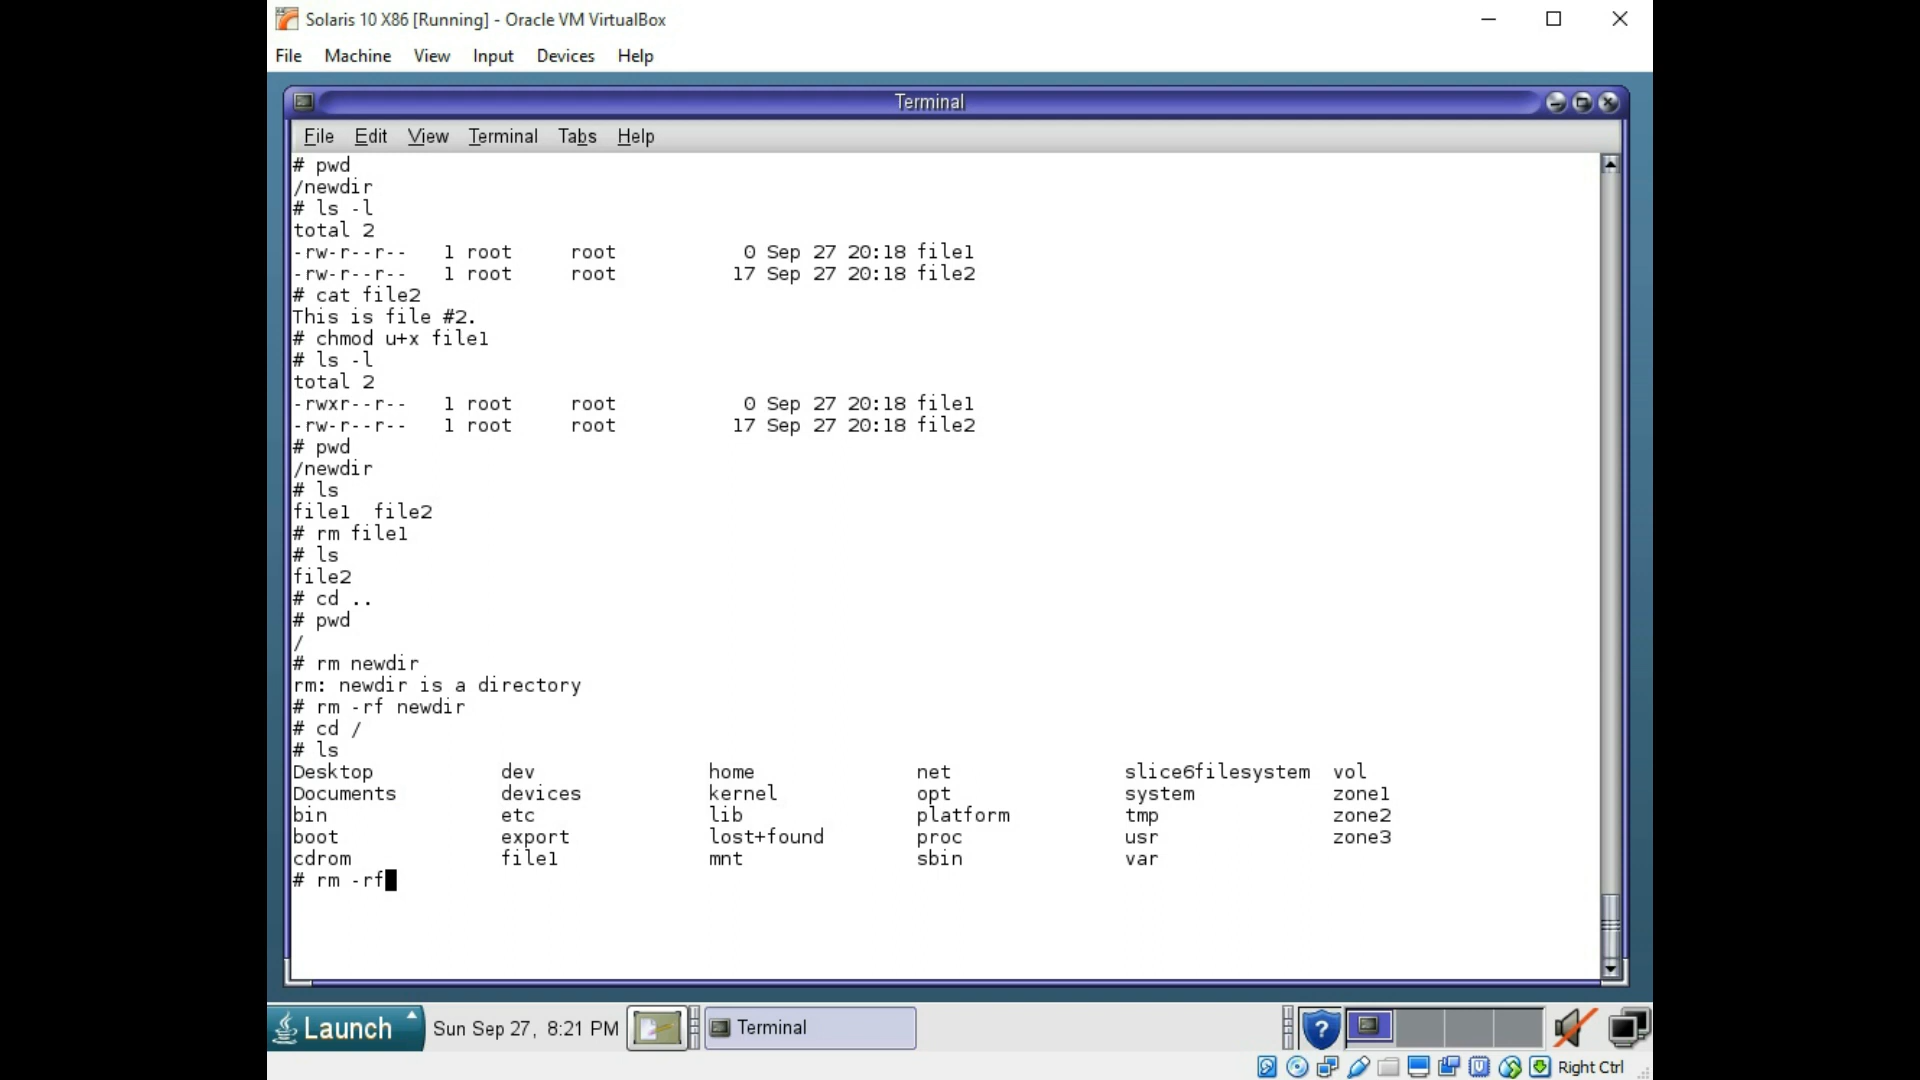 Solaris 10 X86 [Running] - Oracle VM VirtualBox
File Machine View Input Devices Help
Terminal
File Edit View Terminal Tabs Help
# pwd
/newdir
# ls -l
total 2
-rw-r--r-- 1 root root 0 Sep 27 20:18 file1
-rw-r--r-- 1 root root 17 Sep 27 20:18 file2
# cat file2
This is file #2.
# chmod u+x file1
# ls -l
total 2
-rwxr--r-- 1 root root 0 Sep 27 20:18 file1
-rw-r--r-- 1 root root 17 Sep 27 20:18 file2
# pwd
/newdir
# ls
file1 file2
# rm file1
# ls
file2
# cd ..
# pwd
/
# rm newdir
rm: newdir is a directory
# rm -rf newdir
# cd /
# ls
Desktop dev home net slice6filesystem vol
Documents devices kernel opt system zone1
bin etc lib platform tmp zone2
boot export lost+found proc usr zone3
cdrom file1 mnt sbin var
# rm -rf
Launch Sun Sep 27, 8:21 PM Terminal ?
Right Ctrl